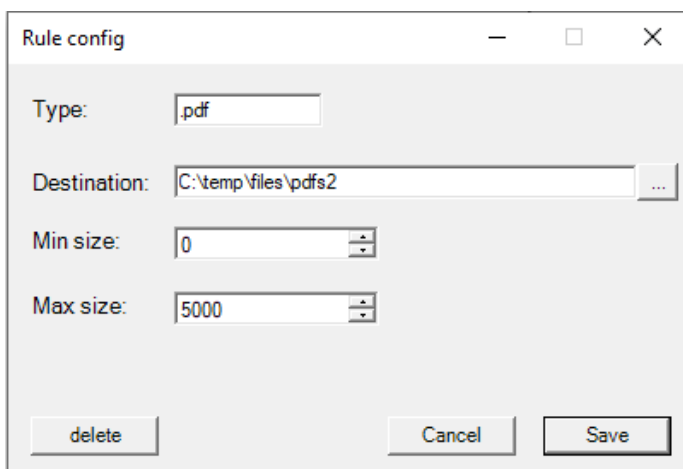 Rule config
Type: .pdf
Destination: C:\temp\files\pdfs2 ...
Min size: 0
Max size: 5000
delete Cancel Save